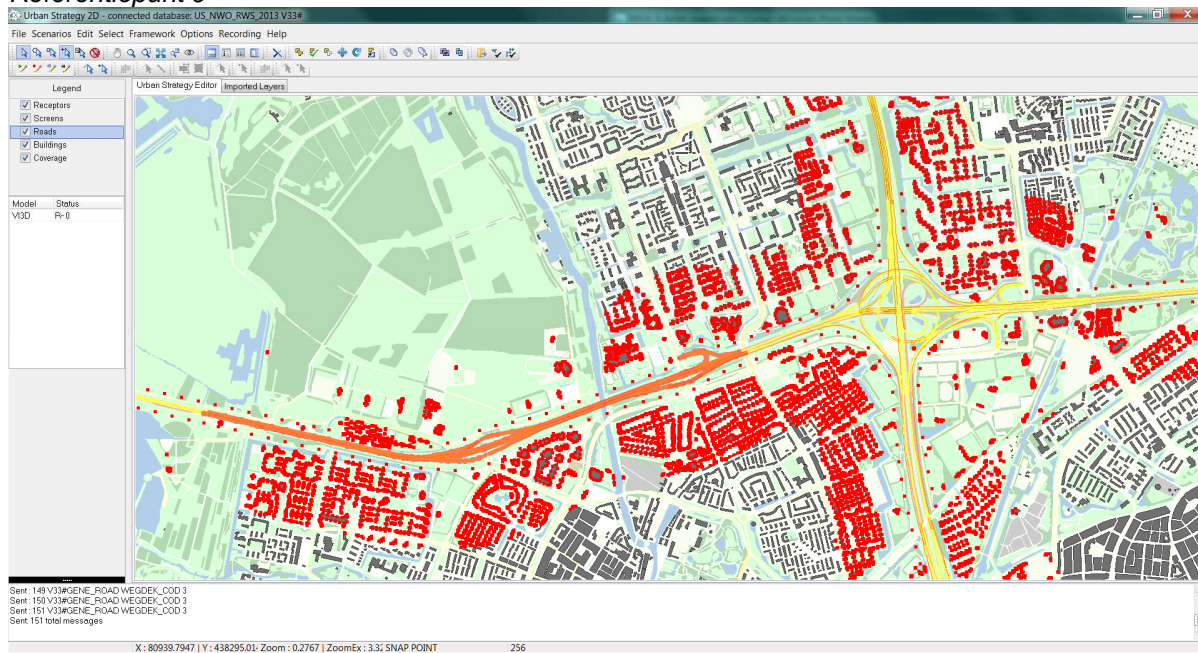 Referentiepunt 3
Urban Strategy 2D - connected database: US_NWO_RWS_2013 V33#
File Scenarios Edit Select Framework Options Recording Help
Legend
Urban Strategy Editor
Imported Layers
Receptors
Screens
Roads
Buildings
Coverage
Model Status
VI3D R-0
Sent: 149 V33#GENE_ROAD WEGDEK_COD 3
Sent: 150 V33#GENE_ROAD WEGDEK_COD 3
Sent: 151 V33#GENE_ROAD WEGDEK_COD 3
Sent: 151 total messages
X : 80939.7947 | Y : 438295.01 Zoom : 0.2767 | ZoomEx : 3.32 SNAP POINT 256